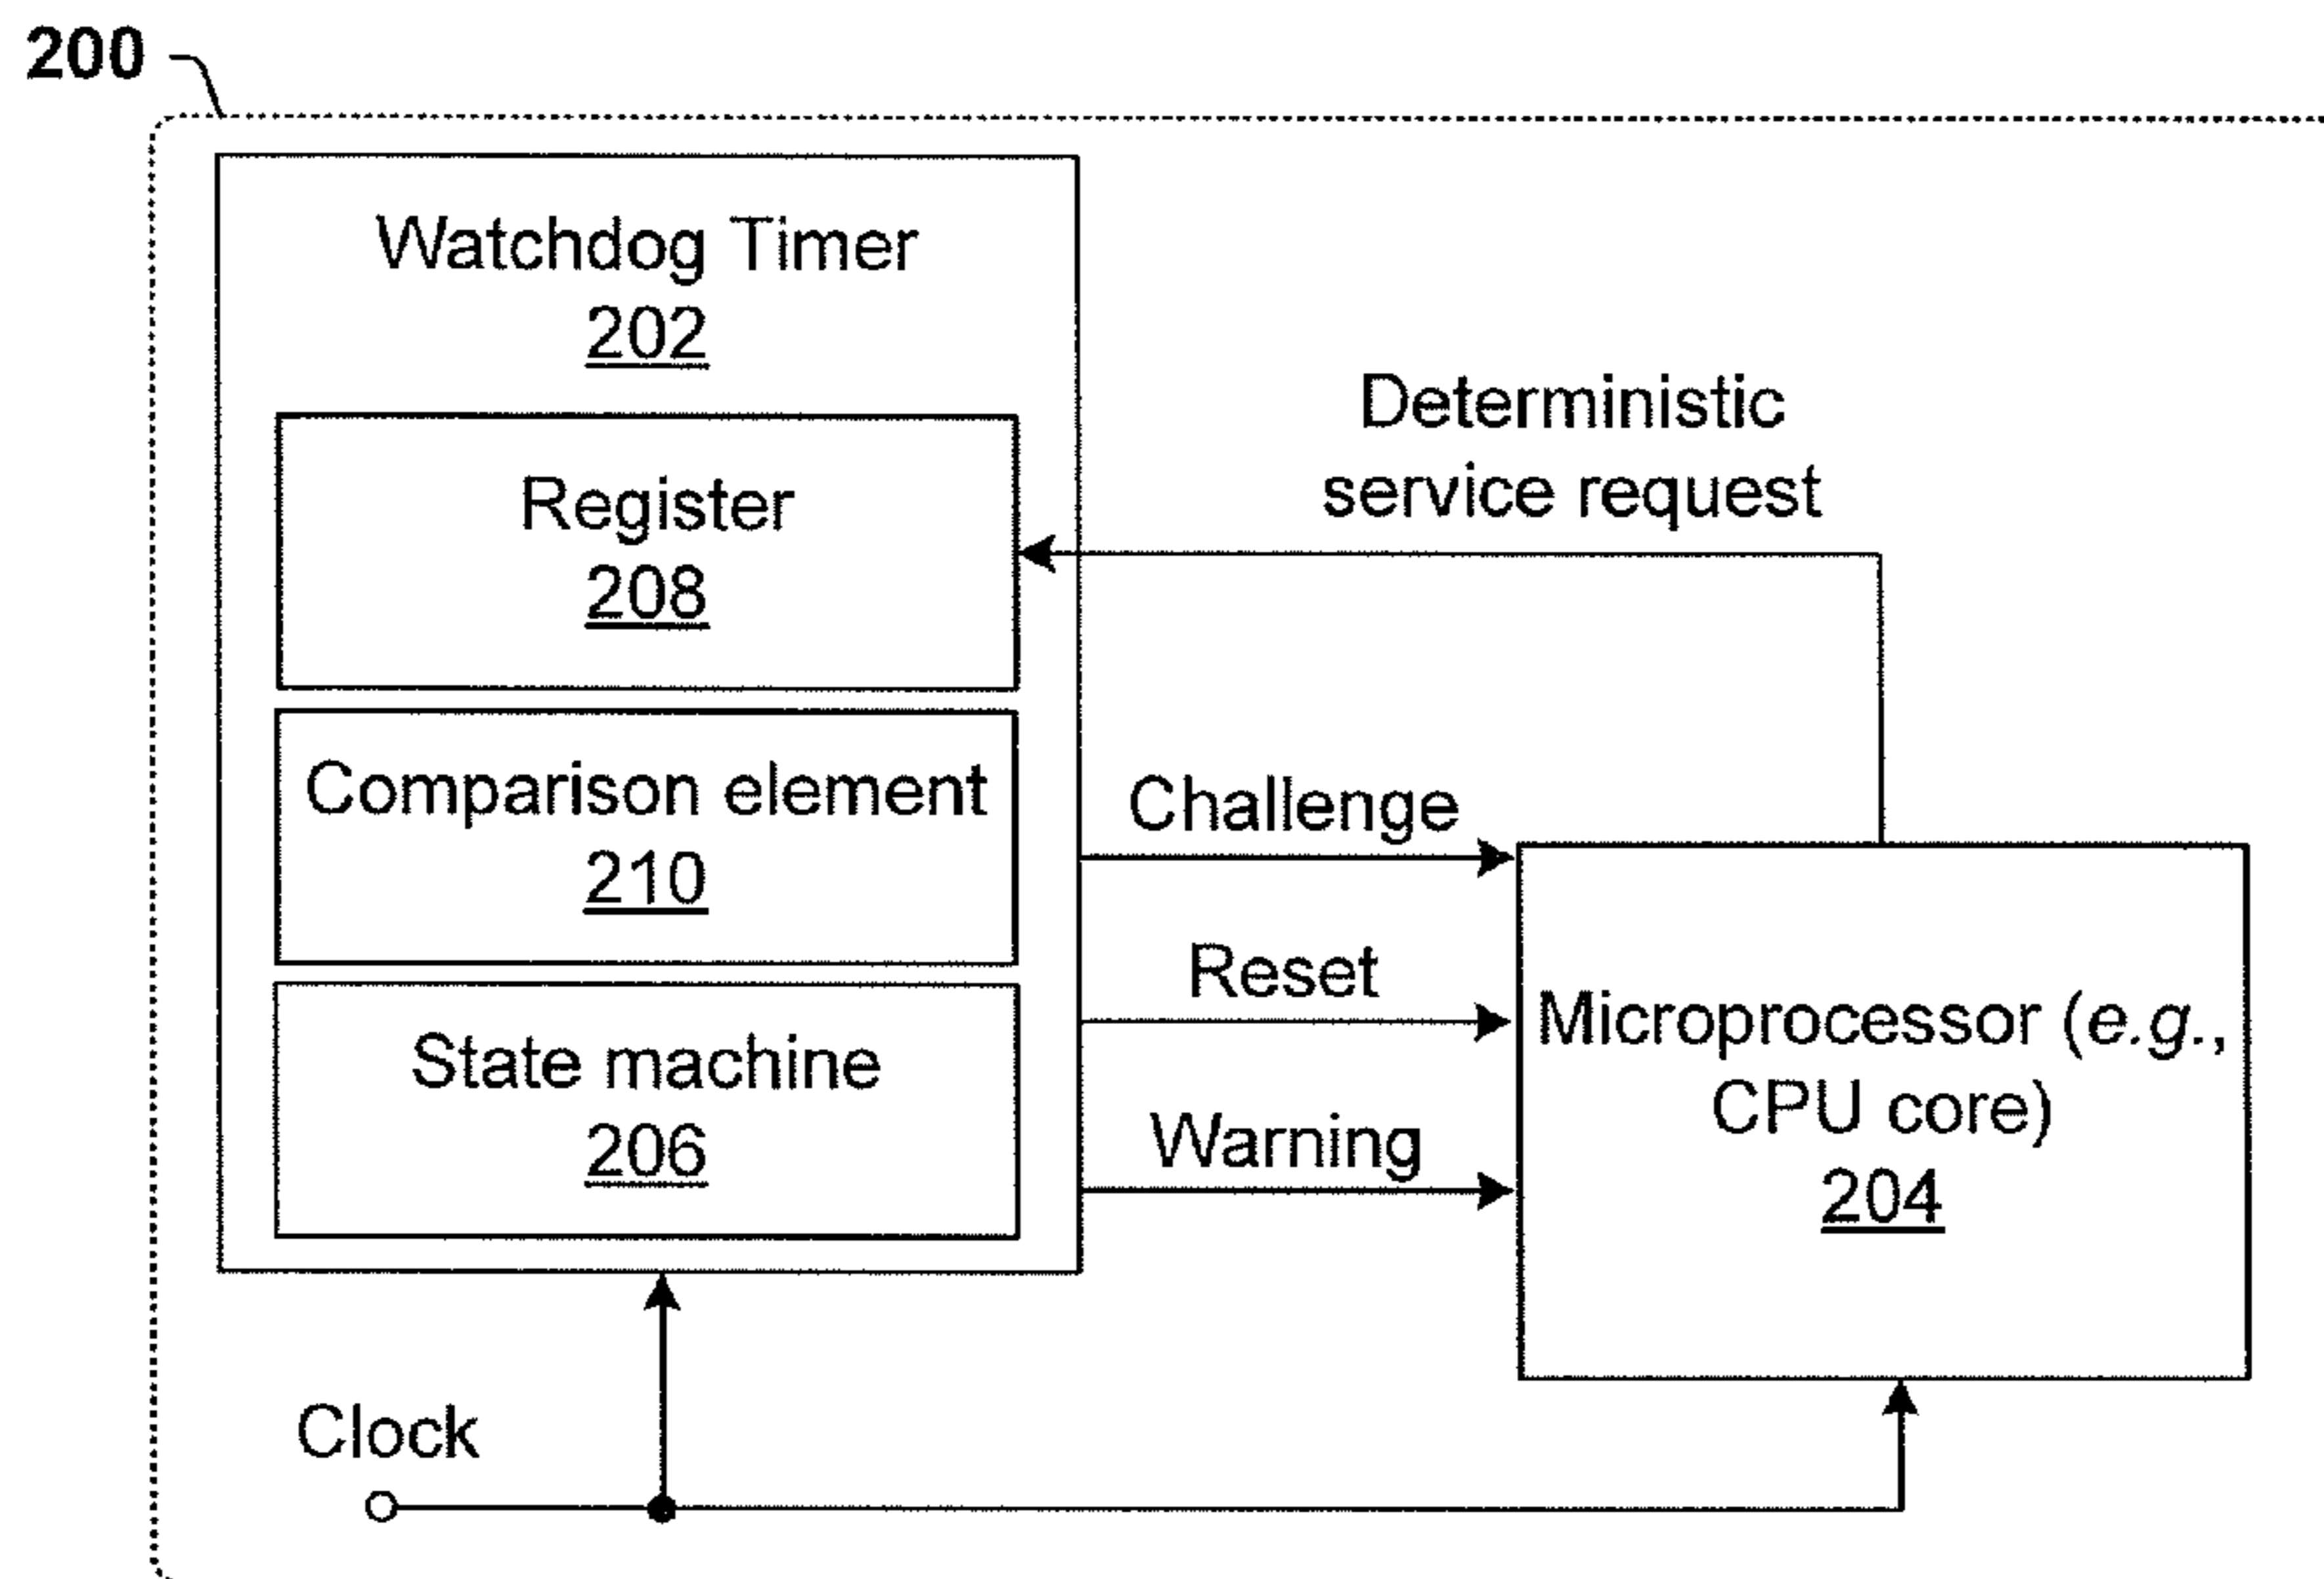 200
Watchdog Timer
202
Register
208
Deterministic
service request
Comparison element
210
Challenge
Reset
State machine
206
Warning
Microprocessor (e.g.,
CPU core)
204
Clock